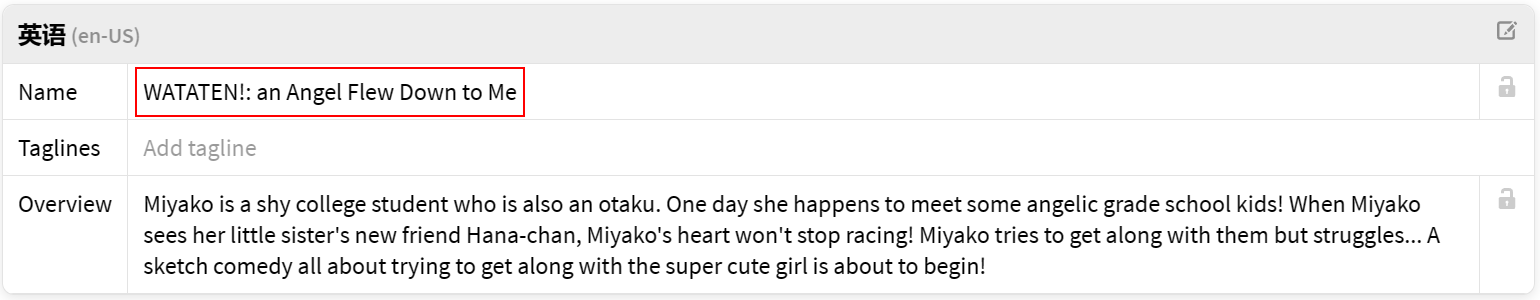 英语 (en-US)
Name
WATATEN!: an Angel Flew Down to Me
Taglines
Add tagline
Overview
Miyako is a shy college student who is also an otaku. One day she happens to meet some angelic grade school kids! When Miyako
sees her little sister's new friend Hana-chan, Miyako's heart won't stop racing! Miyako tries to get along with them but struggles... A
sketch comedy all about trying to get along with the super cute girl is about to begin!